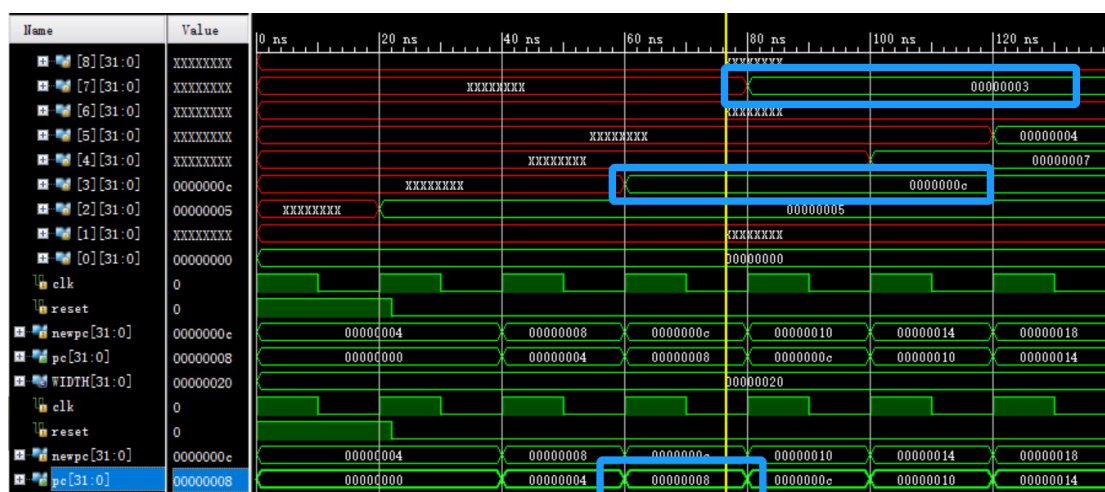 Name Value 0 ns 20 ns 40 ns 60 ns 80 ns 100 ns 120 ns
[8][31:0] XXXXXXXX XXXXXXXX
[7][31:0] XXXXXXXX XXXXXXXX 00000003
[6][31:0] XXXXXXXX XXXXXXXX
[5][31:0] XXXXXXXX XXXXXXXX 00000004
[4][31:0] XXXXXXXX XXXXXXXX 00000007
[3][31:0] 0000000c XXXXXXXX 0000000c
[2][31:0] 00000005 XXXXXXXX 00000005
[1][31:0] XXXXXXXX XXXXXXXX
[0][31:0] 00000000 00000000
clk 0
reset 0
newpc[31:0] 0000000c 00000004 00000008 0000000c 00000010 00000014 00000018
pc[31:0] 00000008 00000000 00000004 00000008 0000000c 00000010 00000014
WIDTH[31:0] 00000020 00000020
clk 0
reset 0
newpc[31:0] 0000000c 00000004 00000008 0000000c 00000010 00000014 00000018
pc[31:0] 00000008 00000000 00000004 00000008 0000000c 00000010 00000014